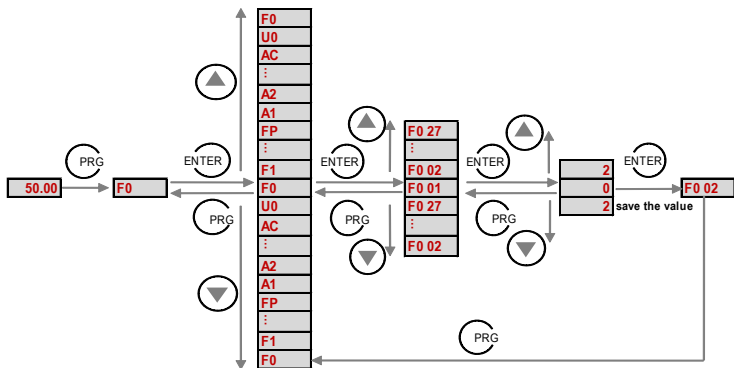 50.00
PRG
F0
ENTER
PRG
F0
U0
AC
⋮
A2
A1
FP
⋮
F1
F0
U0
AC
⋮
A2
A1
FP
⋮
F1
F0
ENTER
PRG
F0 27
⋮
F0 02
F0 01
F0 27
⋮
F0 02
ENTER
PRG
2
0
2 save the value
ENTER
F0 02
PRG